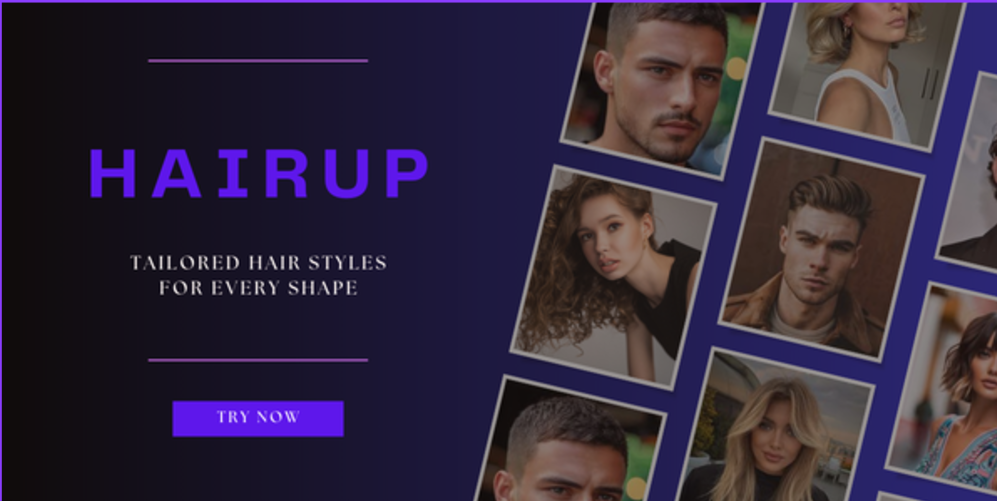 HAIRUP
TAILORED HAIR STYLES
FOR EVERY SHAPE
TRY NOW